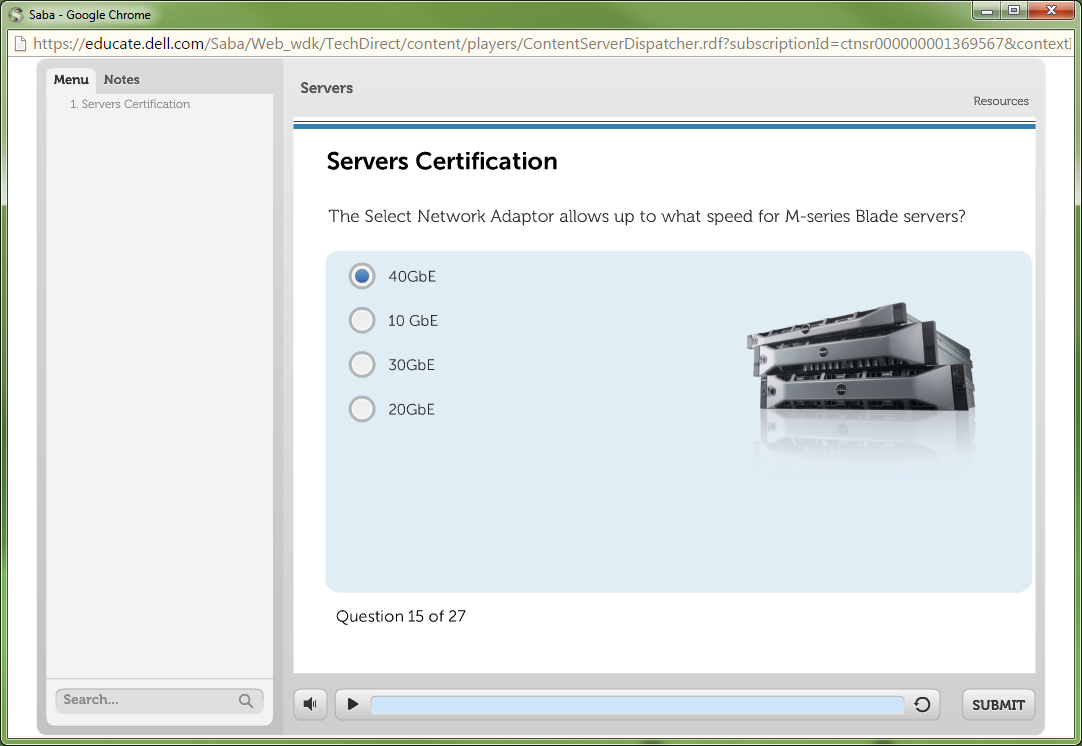 Saba - Google Chrome
https://educate.dell.com/Saba/Web_wdk/TechDirect/content/players/ContentServerDispatcher.rdf?subscriptionId=ctnsr000000001369567&context
Menu Notes
1. Servers Certification
Servers
Resources
Servers Certification
The Select Network Adaptor allows up to what speed for M-series Blade servers?
40GbE
10 GbE
30GbE
20GbE
Question 15 of 27
Search...
SUBMIT